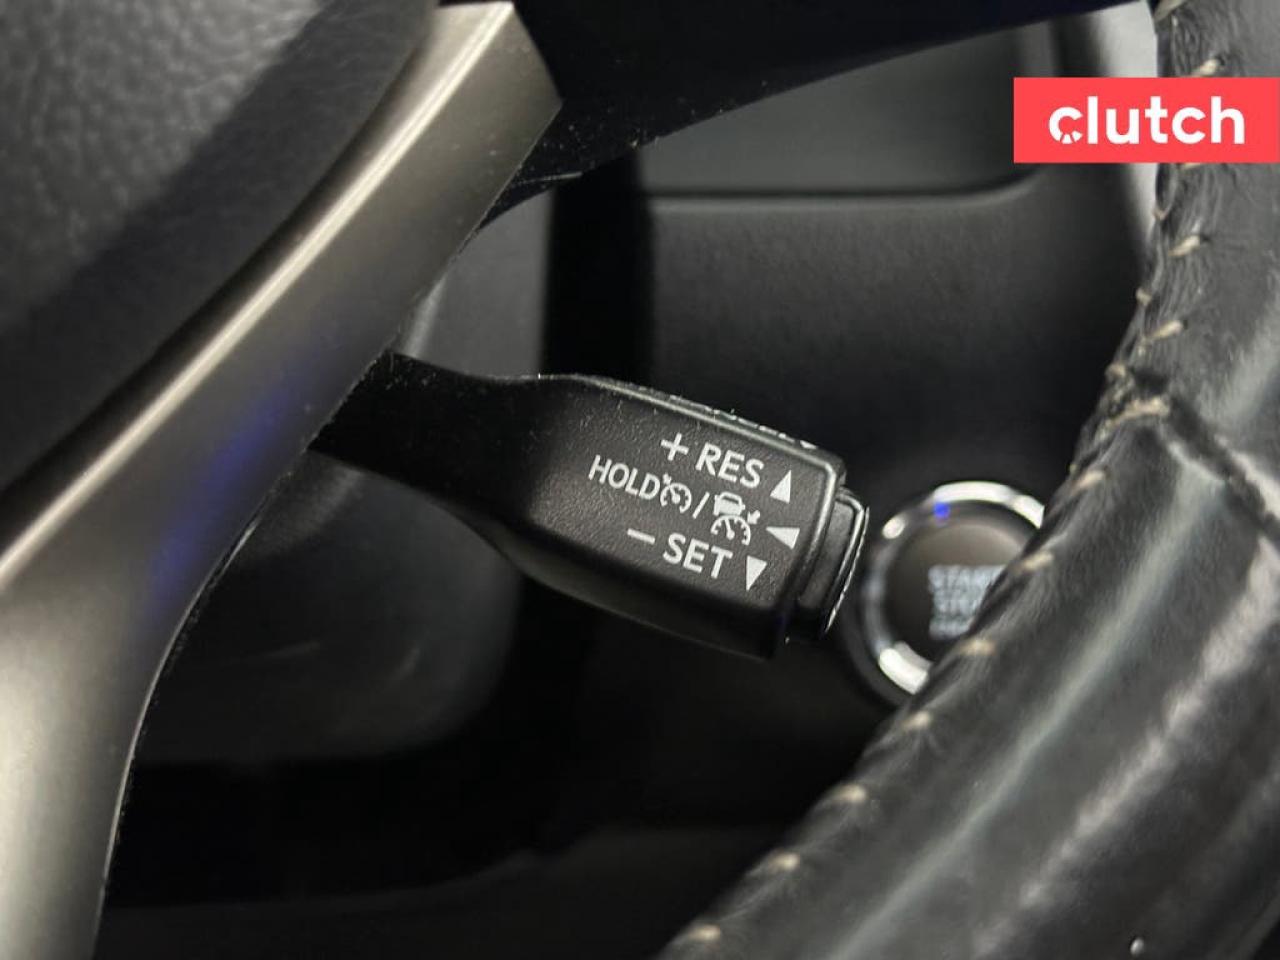 clutch
+ RES
HOLD /
- SET
START